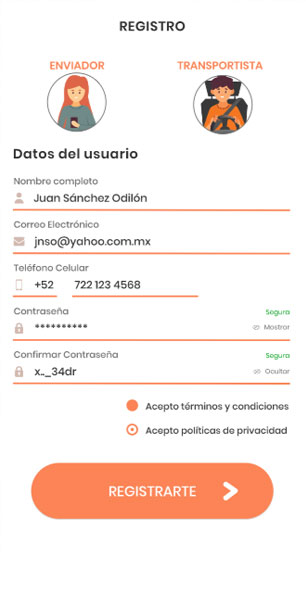 REGISTRO
ENVIADOR TRANSPORTISTA
Datos del usuario
Nombre completo
Juan Sánchez Odilón
Correo Electrónico
jnso@yahoo.com.mx
Teléfono Celular
+52 722 123 4568
Contraseña Segura
********** Mostrar
Confirmar Contraseña Segura
x.._34dr Ocultar
Acepto términos y condiciones
Acepto políticas de privacidad
REGISTRARTE